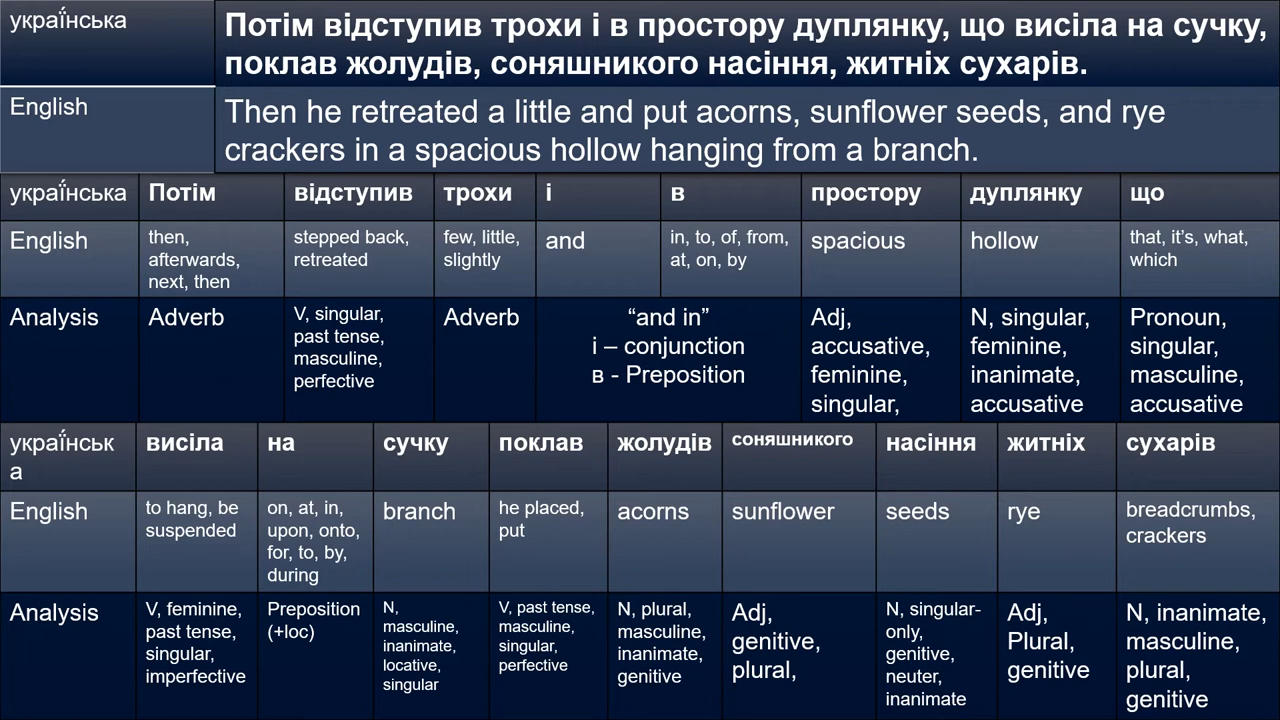 украї́нська
Потім відступив трохи і в простору дуплянку, що висіла на сучку,
поклав жолудів, соняшникого насіння, житніх сухарів.
English
Then he retreated a little and put acorns, sunflower seeds, and rye
crackers in a spacious hollow hanging from a branch.
украї́нська Потім відступив трохи і в простору дуплянку що
English
then,
afterwards,
next, then
stepped back,
retreated
few, little,
slightly
and
in, to, of, from,
at, on, by
spacious
hollow
that, it's, what,
which
Analysis
Adverb
V, singular,
past tense,
masculine,
perfective
Adverb
“and in”
і – conjunction
в - Preposition
Adj,
accusative,
feminine,
singular,
N, singular,
feminine,
inanimate,
accusative
Pronoun,
singular,
masculine,
accusative
украї́нськ
а
висіла на сучку поклав жолудів соняшникого насіння житніх сухарів
English
to hang, be
suspended
on, at, in,
upon, onto,
for, to, by,
during
branch
he placed,
put
acorns
sunflower
seeds
rye
breadcrumbs,
crackers
Analysis
V, feminine,
past tense,
singular,
imperfective
Preposition
(+loc)
N,
masculine,
inanimate,
locative,
singular
V, past tense,
masculine,
singular,
perfective
N, plural,
masculine,
inanimate,
genitive
Adj,
genitive,
plural,
N, singular-
only,
genitive,
neuter,
inanimate
Adj,
Plural,
genitive
N, inanimate,
masculine,
plural,
genitive